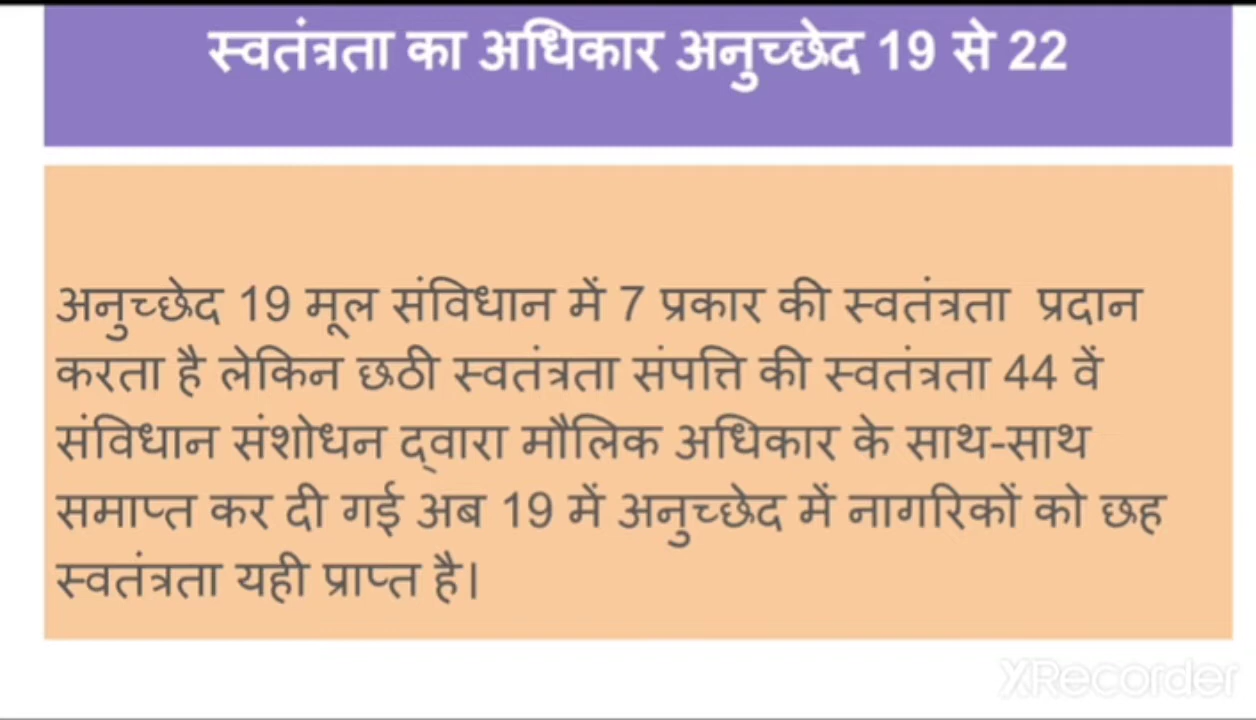 स्वतंत्रता का अधिकार अनुच्छेद 19 से 22
अनुच्छेद 19 मूल संविधान में 7 प्रकार की स्वतंत्रता प्रदान
करता है लेकिन छठी स्वतंत्रता संपत्ति की स्वतंत्रता 44 वें
संविधान संशोधन द्वारा मौलिक अधिकार के साथ-साथ
समाप्त कर दी गई अब 19 में अनुच्छेद में नागरिकों को छह
स्वतंत्रता यही प्राप्त है।
XRecorder